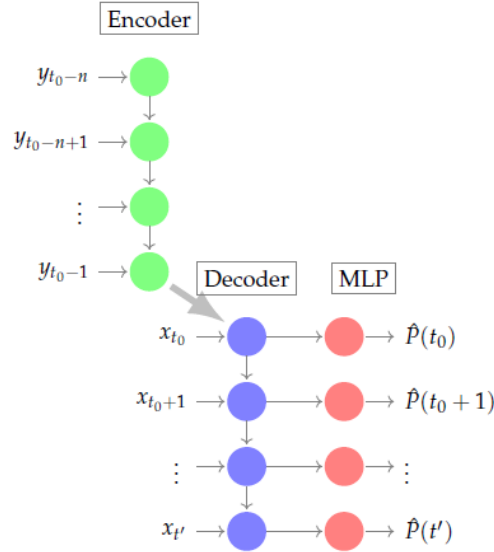 Encoder
y_{t_0-n}
y_{t_0-n+1}
⋮
y_{t_0-1}
Decoder MLP
x_{t_0} P̂(t_0)
x_{t_0+1} P̂(t_0 + 1)
⋮ ⋮
x_{t'} P̂(t')